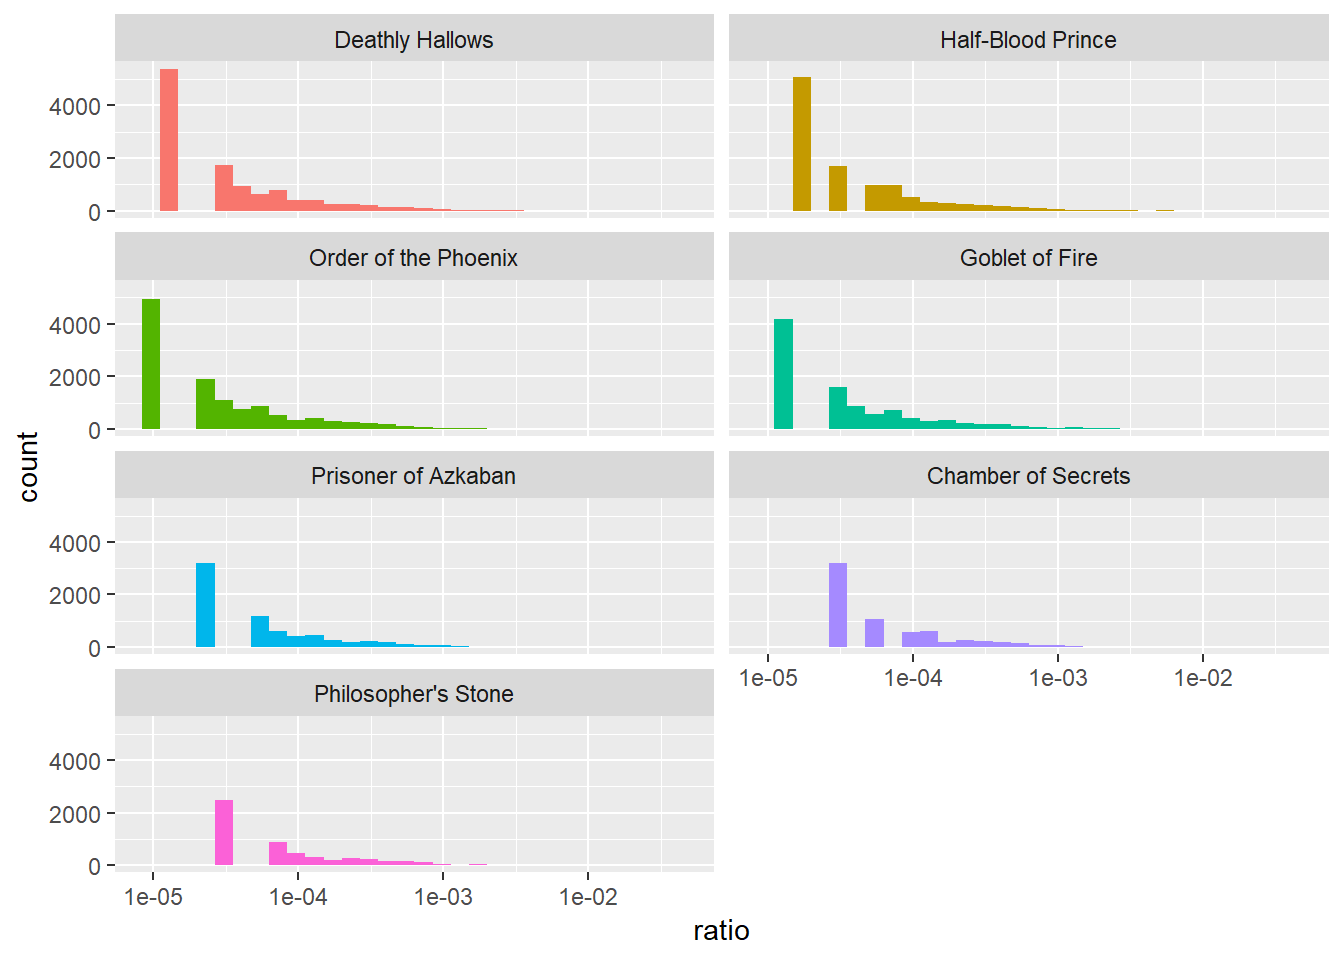 Deathly Hallows
Half-Blood Prince
4000
2000
0
Order of the Phoenix
Goblet of Fire
4000
2000
0
Prisoner of Azkaban
Chamber of Secrets
4000
2000
0
1e-05 1e-04 1e-03 1e-02
Philosopher's Stone
4000
2000
0
1e-05 1e-04 1e-03 1e-02
ratio
count